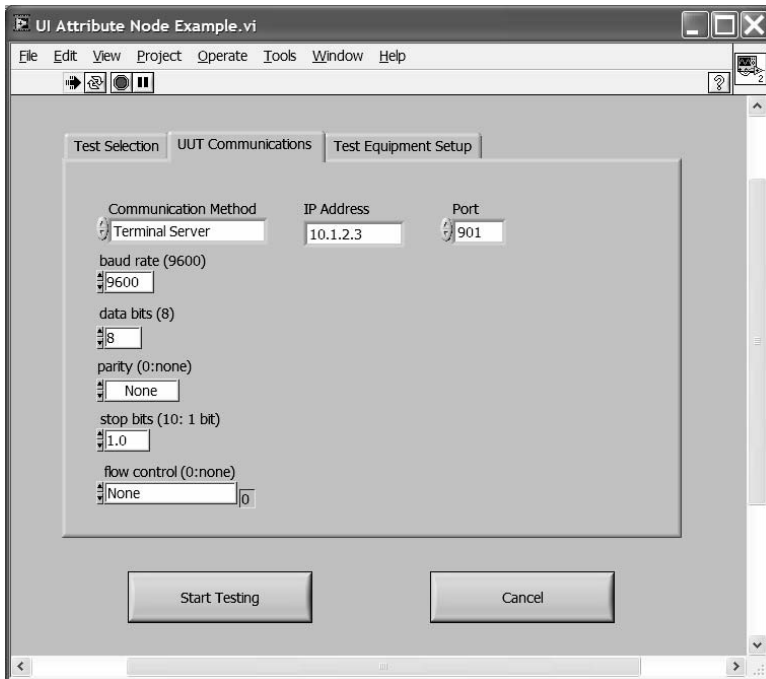 UI Attribute Node Example.vi
File Edit View Project Operate Tools Window Help
?
2
Test Selection UUT Communications Test Equipment Setup
Communication Method IP Address Port
Terminal Server 10.1.2.3 901
baud rate (9600)
9600
data bits (8)
8
parity (0:none)
None
stop bits (10: 1 bit)
1.0
flow control (0:none)
None 0
Start Testing Cancel